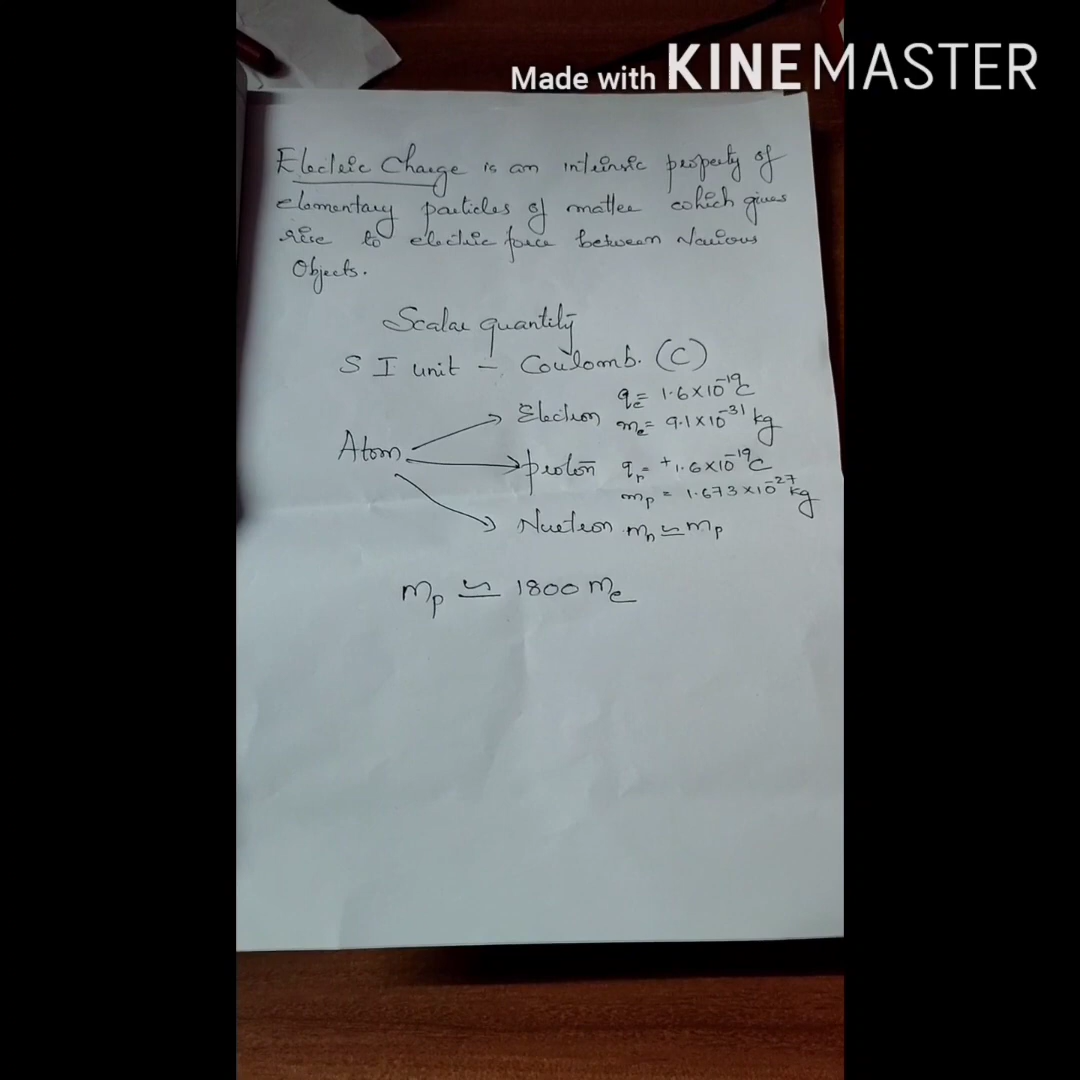 Made with KINEMASTER
Electric Charge is an intrinsic property of
elementary particles of matter which gives
rise to electric force between various
Objects.
Scalar quantity
S I unit - Coulomb. (C)
Atom
Electron qe= 1.6×10⁻¹⁹C
me= 9.1×10⁻³¹ kg
proton qp= +1.6×10⁻¹⁹C
mp = 1.673×10⁻²⁷ kg
Nuetron mn ≃ mp
mp ≃ 1800 me